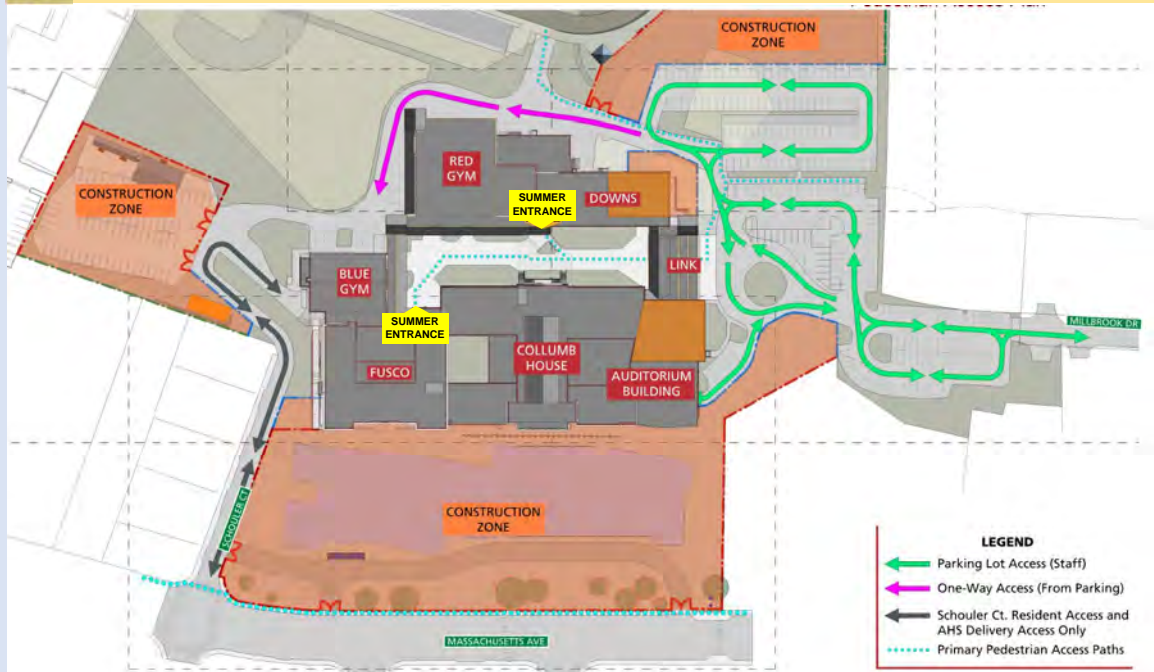 CONSTRUCTION
ZONE
RED
GYM
CONSTRUCTION
ZONE
SUMMER
ENTRANCE
DOWNS
BLUE
GYM
LINK
SUMMER
ENTRANCE
MILLBROOK DR
FUSCO
COLLUMB
HOUSE
AUDITORIUM
BUILDING
SCHOULER CT
CONSTRUCTION
ZONE
MASSACHUSETTS AVE
LEGEND
Parking Lot Access (Staff)
One-Way Access (From Parking)
Schouler Ct. Resident Access and
AHS Delivery Access Only
Primary Pedestrian Access Paths